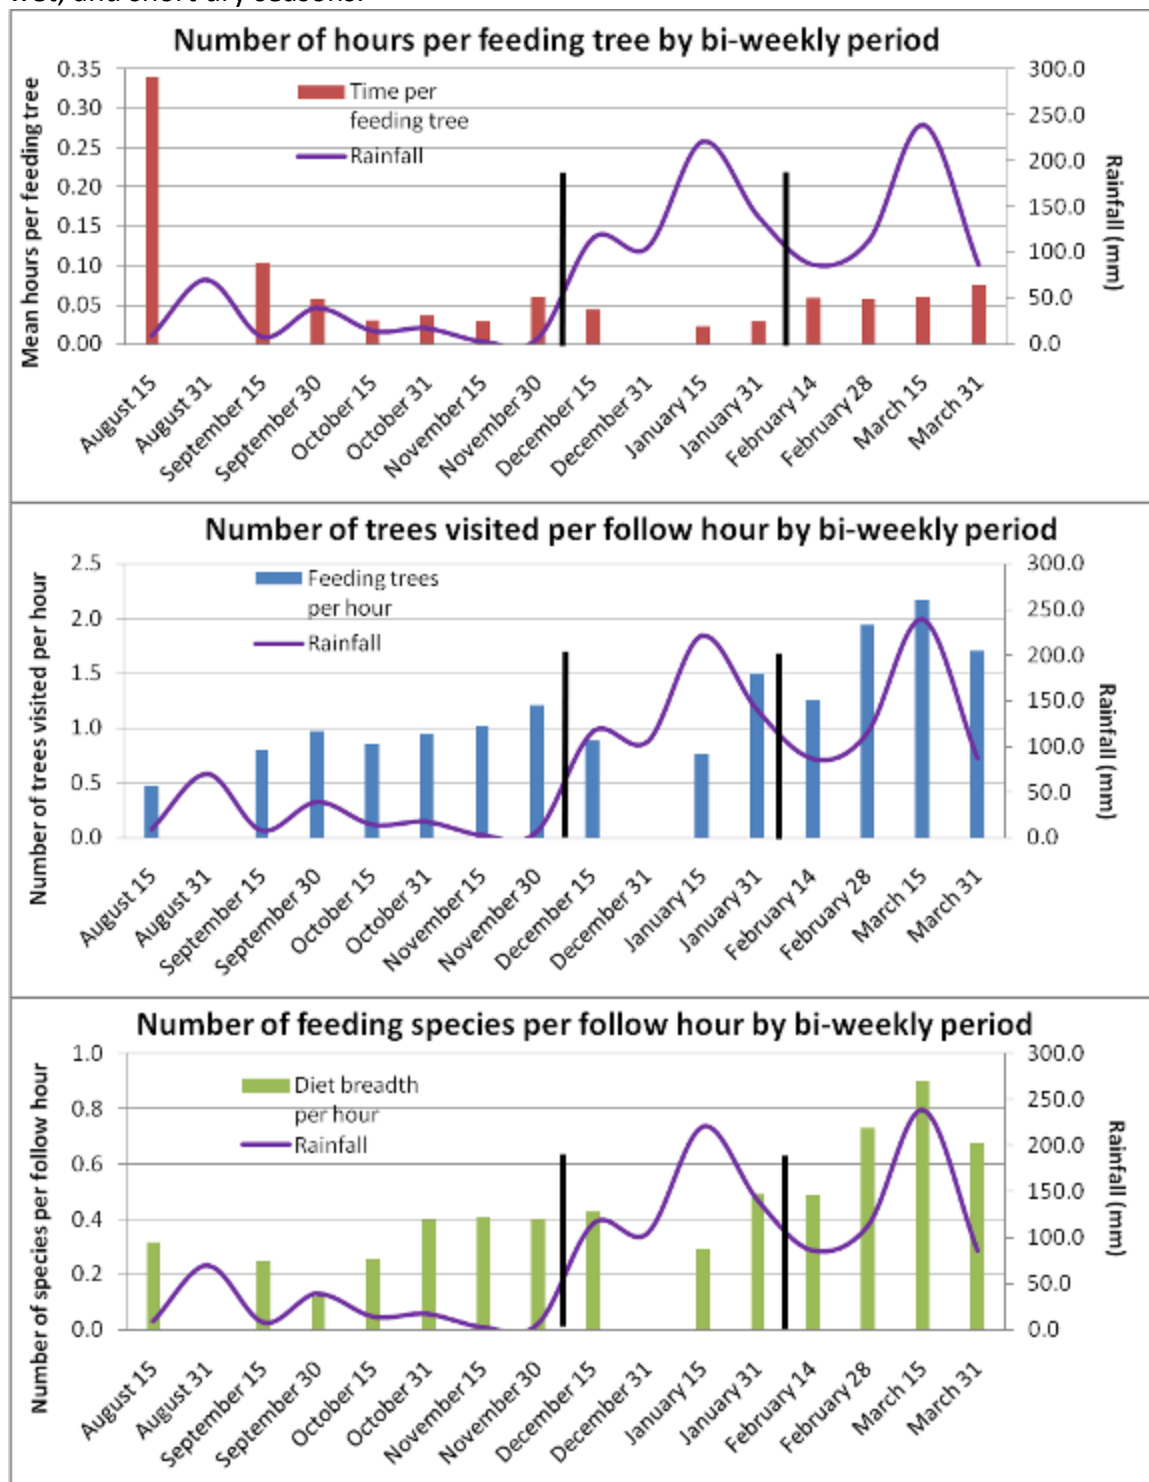 wet, and short dry seasons.
Number of hours per feeding tree by bi-weekly period
Mean hours per feeding tree
0.35
0.30
0.25
0.20
0.15
0.10
0.05
0.00
Time per
feeding tree
Rainfall
300.0
250.0
200.0
150.0
100.0
50.0
0.0
Rainfall (mm)
August 15
August 31
September 15
September 30
October 15
October 31
November 15
November 30
December 15
December 31
January 15
January 31
February 14
February 28
March 15
March 31
Number of trees visited per follow hour by bi-weekly period
Number of trees visited per hour
2.5
2.0
1.5
1.0
0.5
0.0
Feeding trees
per hour
Rainfall
300.0
250.0
200.0
150.0
100.0
50.0
0.0
Rainfall (mm)
August 15
August 31
September 15
September 30
October 15
October 31
November 15
November 30
December 15
December 31
January 15
January 31
February 14
February 28
March 15
March 31
Number of feeding species per follow hour by bi-weekly period
Number of species per follow hour
1.0
0.8
0.6
0.4
0.2
0.0
Diet breadth
per hour
Rainfall
300.0
250.0
200.0
150.0
100.0
50.0
0.0
Rainfall (mm)
August 15
August 31
September 15
September 30
October 15
October 31
November 15
November 30
December 15
December 31
January 15
January 31
February 14
February 28
March 15
March 31